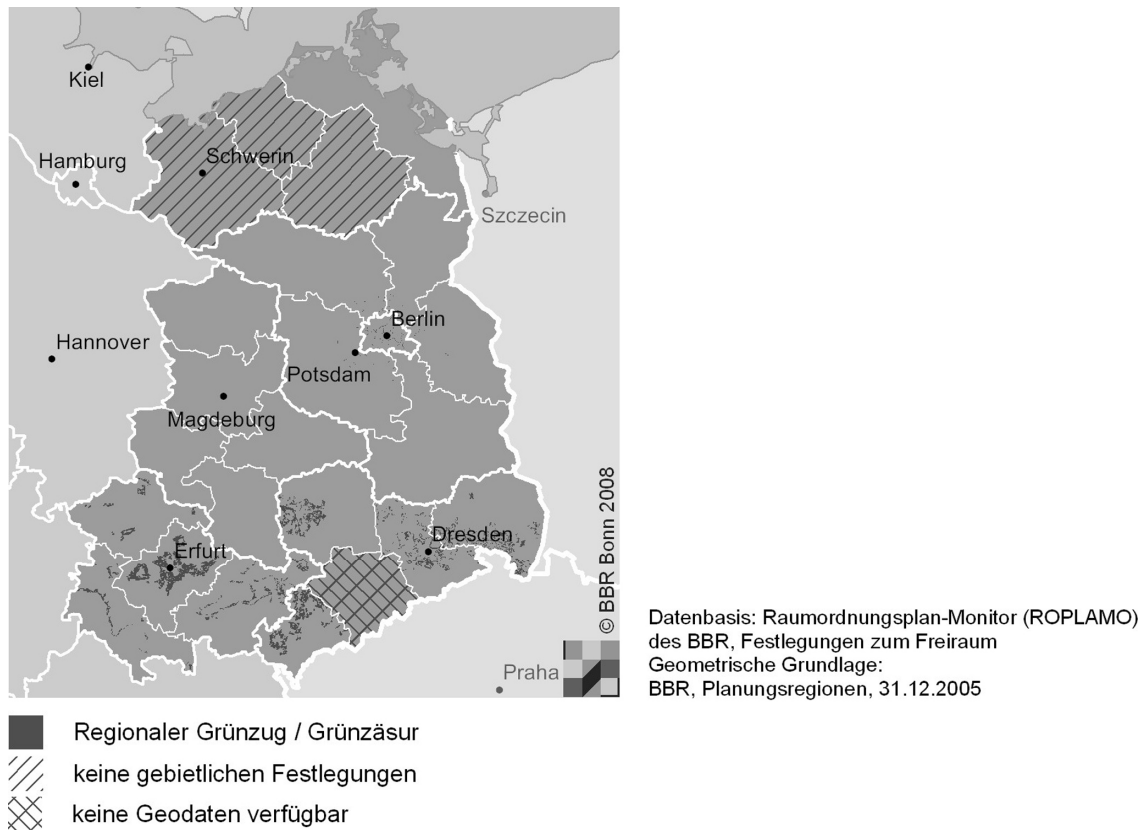 Kiel
Hamburg
Schwerin
Szczecin
Hannover
Berlin
Potsdam
Magdeburg
Erfurt
Dresden
Praha
© BBR Bonn 2008
Datenbasis: Raumordnungsplan-Monitor (ROPLAMO)
des BBR, Festlegungen zum Freiraum
Geometrische Grundlage:
BBR, Planungsregionen, 31.12.2005
Regionaler Grünzug / Grünzäsur
keine gebietlichen Festlegungen
keine Geodaten verfügbar